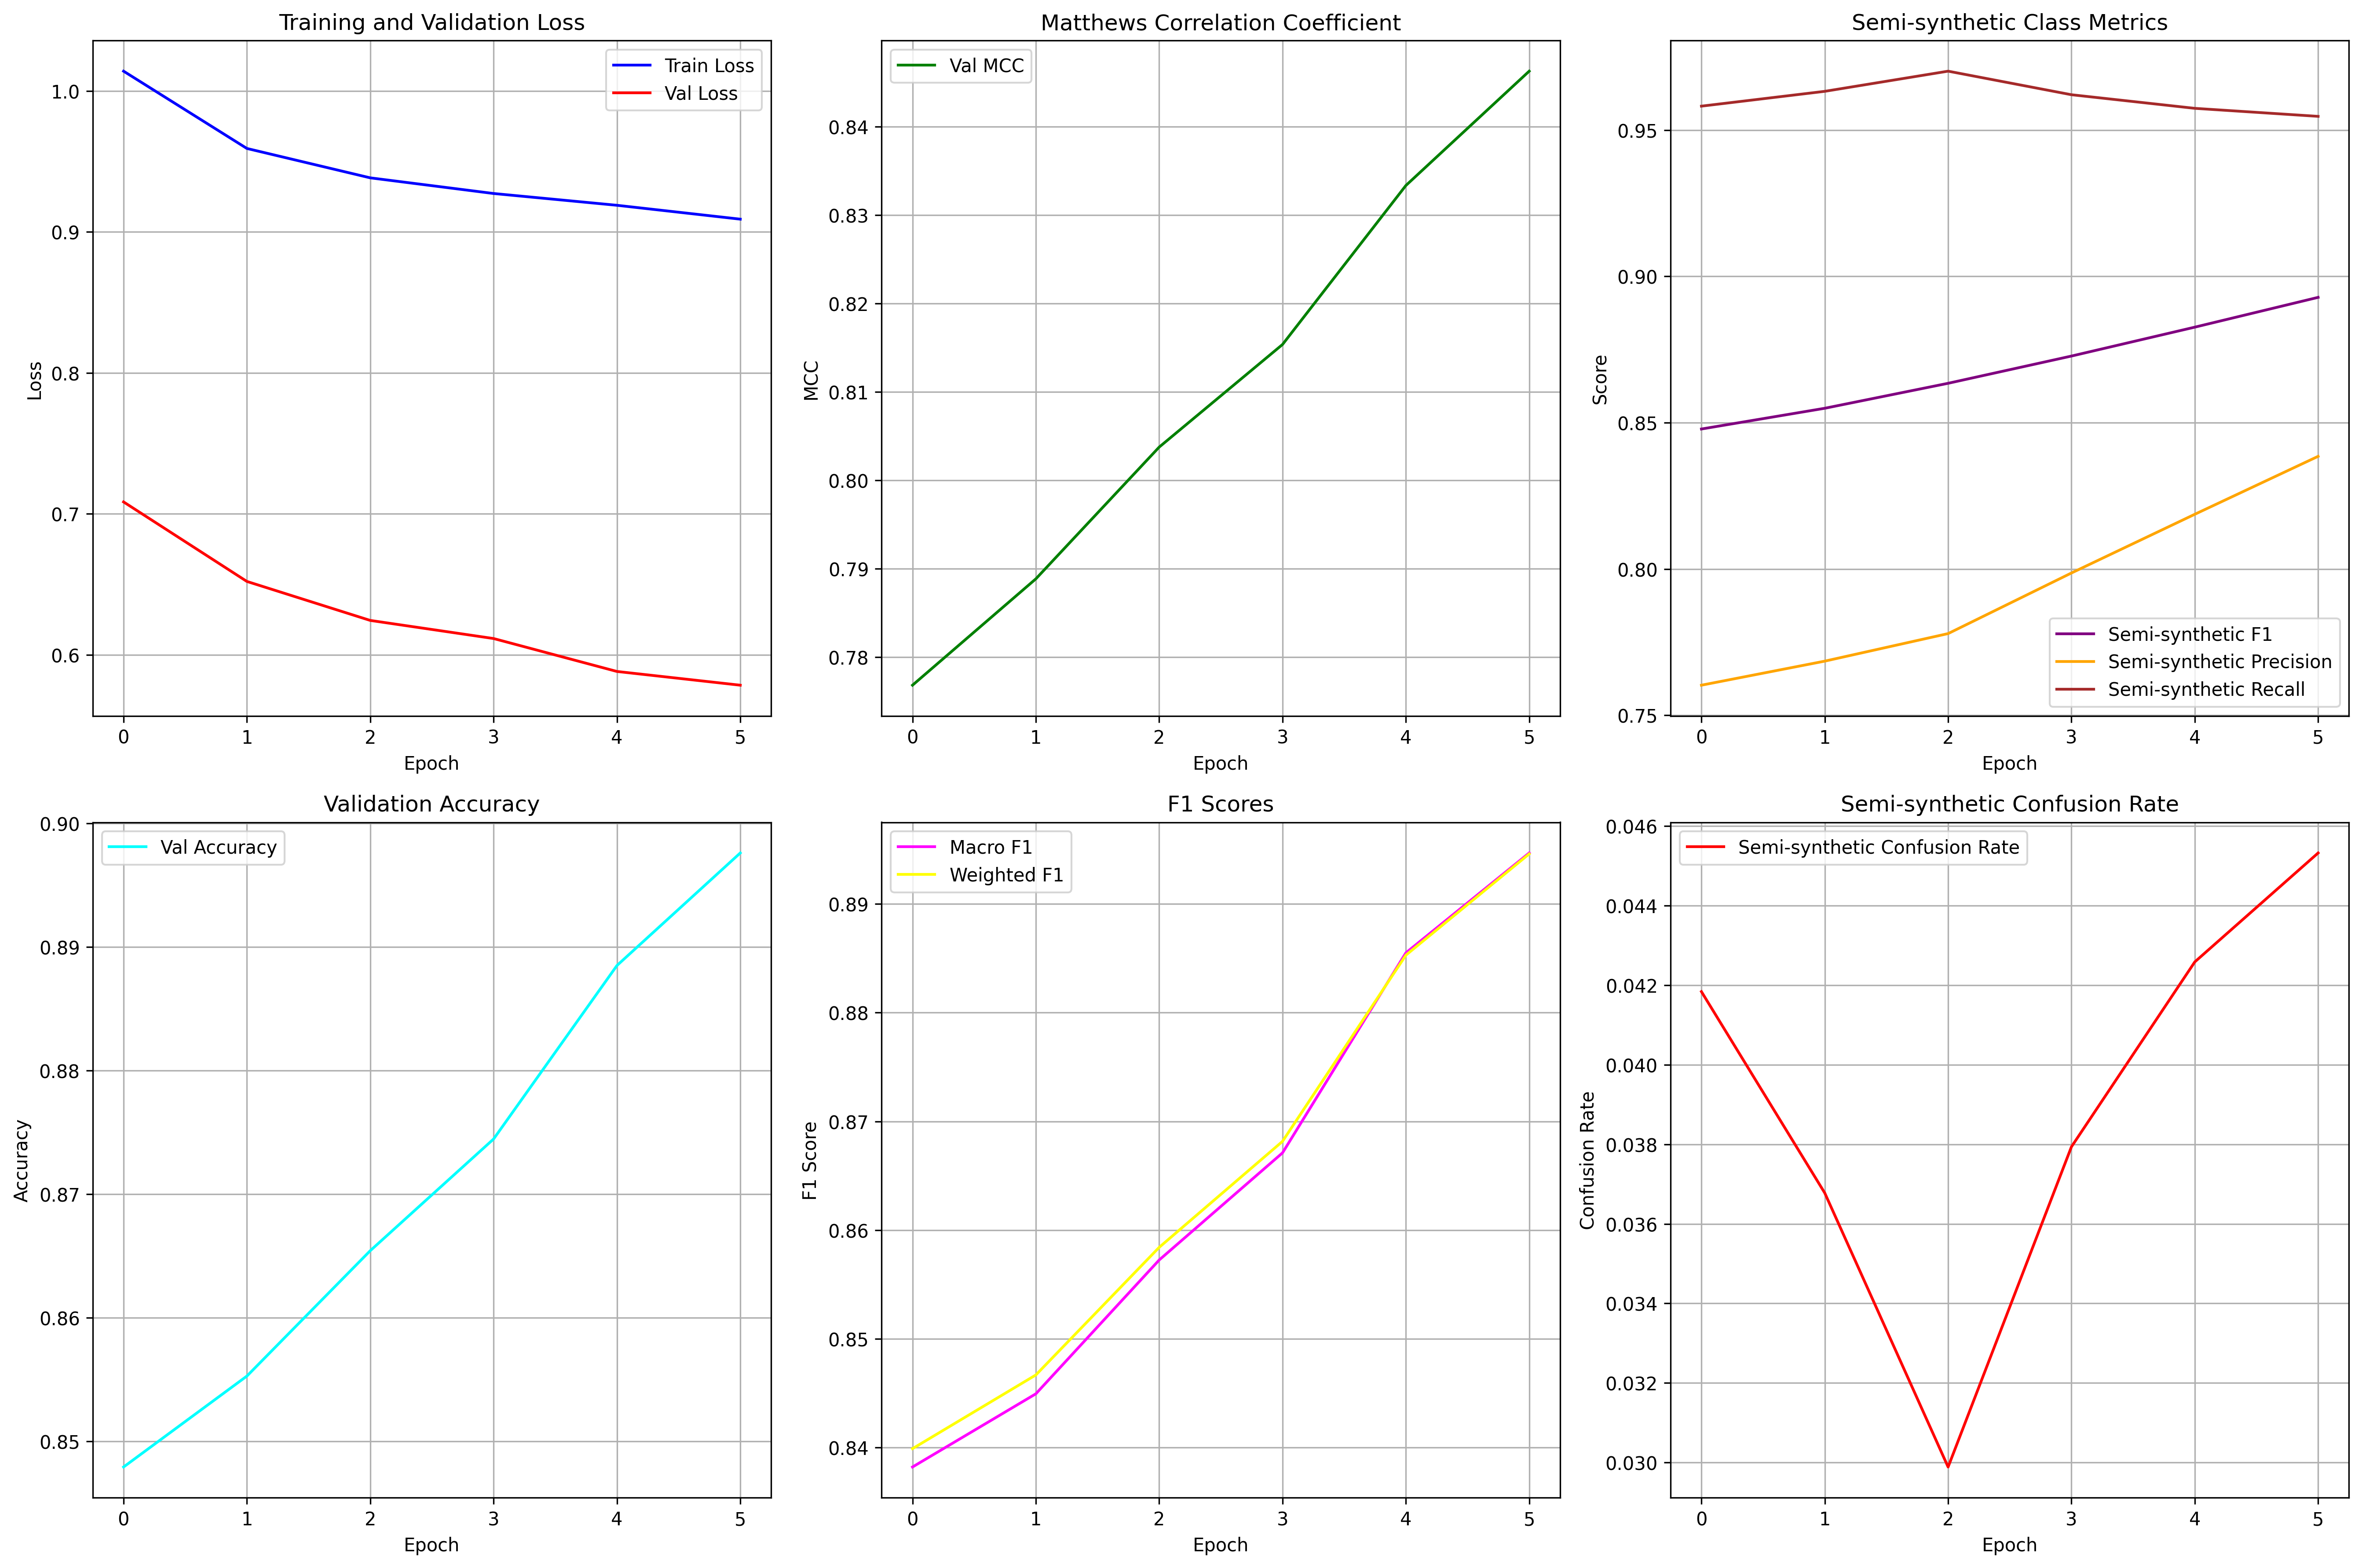 Training and Validation Loss
Train Loss
Val Loss
1.0
0.9
0.8
0.7
0.6
Loss
0 1 2 3 4 5
Epoch
Matthews Correlation Coefficient
Val MCC
0.84
0.83
0.82
0.81
0.80
0.79
0.78
MCC
0 1 2 3 4 5
Epoch
Semi-synthetic Class Metrics
0.95
0.90
0.85
0.80
0.75
Score
Semi-synthetic F1
Semi-synthetic Precision
Semi-synthetic Recall
0 1 2 3 4 5
Epoch
Validation Accuracy
Val Accuracy
0.90
0.89
0.88
0.87
0.86
0.85
Accuracy
0 1 2 3 4 5
Epoch
F1 Scores
Macro F1
Weighted F1
0.89
0.88
0.87
0.86
0.85
0.84
F1 Score
0 1 2 3 4 5
Epoch
Semi-synthetic Confusion Rate
Semi-synthetic Confusion Rate
0.046
0.044
0.042
0.040
0.038
0.036
0.034
0.032
0.030
Confusion Rate
0 1 2 3 4 5
Epoch